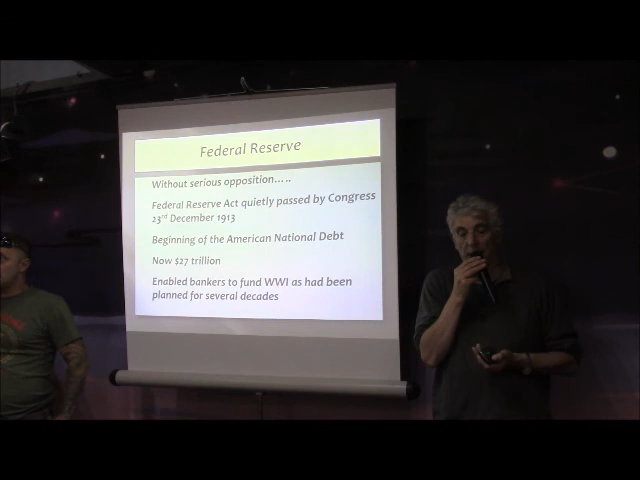 Federal Reserve
Without serious opposition…..
Federal Reserve Act quietly passed by Congress
23rd December 1913
Beginning of the American National Debt
Now $27 trillion
Enabled bankers to fund WWI as had been
planned for several decades